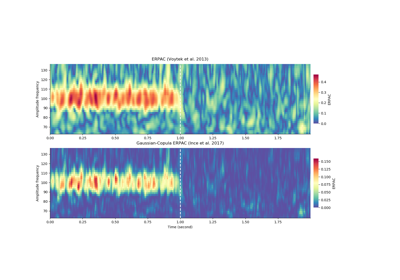 ERPAC (Voytek et al. 2013)
130
120
110
100
90
80
70
Amplitude frequency
0.00 0.25 0.50 0.75 1.00 1.25 1.50 1.75
0.4
0.3
0.2
0.1
0.0
ERPAC
Gaussian-Copula ERPAC (Ince et al. 2017)
130
120
110
100
90
80
70
Amplitude frequency
0.00 0.25 0.50 0.75 1.00 1.25 1.50 1.75
Time (second)
0.150
0.125
0.100
0.075
0.050
0.025
0.000
ERPAC